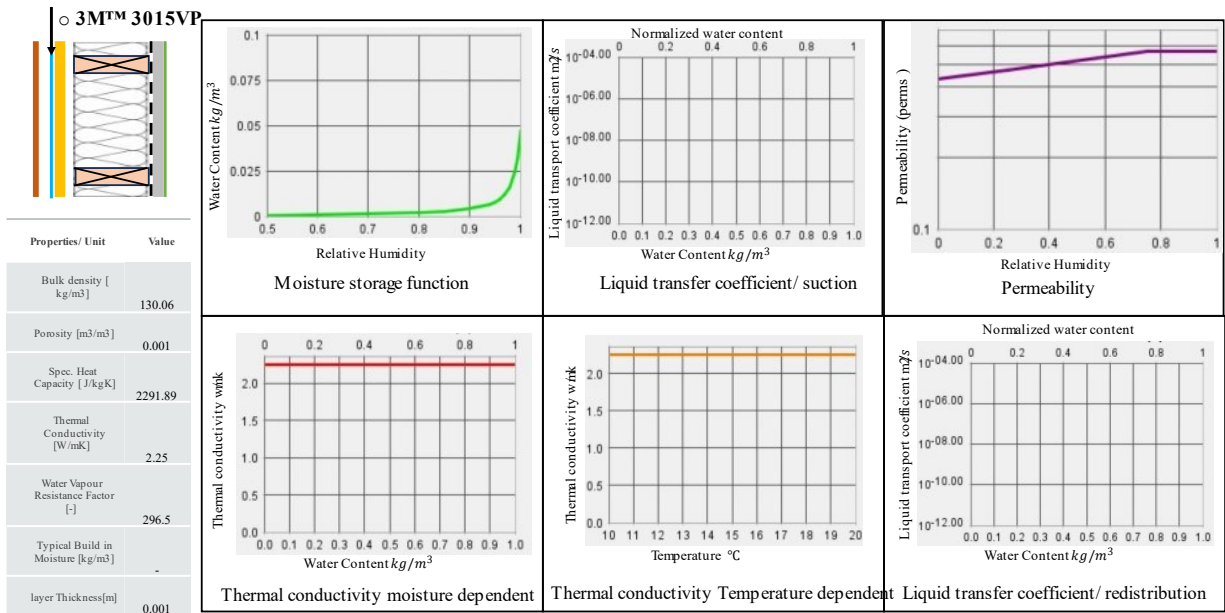 ○ 3M™ 3015VP
Properties/ Unit Value
Bulk density [
kg/m3]
130.06
Porosity [m3/m3]
0.001
Spec. Heat
Capacity [ J/kgK]
2291.89
Thermal
Conductivity
[W/mK]
2.25
Water Vapour
Resistance Factor
[-]
296.5
Typical Build in
Moisture [kg/m3]
-
layer Thickness[m]
0.001
Water Content kg/m³
0.1
0.075
0.05
0.025
0
0.5 0.6 0.7 0.8 0.9 1
Relative Humidity
Moisture storage function
Normalized water content
0 0.2 0.4 0.6 0.8 1
Liquid transport coefficient m2/s
10-04.00
10-06.00
10-08.00
10-10.00
10-12.00
0.0 0.1 0.2 0.3 0.4 0.5 0.6 0.7 0.8 0.9 1.0
Water Content kg/m³
Liquid transfer coefficient/ suction
Permeability (perms )
0.1
0 0.2 0.4 0.6 0.8 1
Relative Humidity
Permeability
0 0.2 0.4 0.6 0.8 1
Thermal conductivity w/mk
2.0
1.5
1.0
0.5
0.0
0.0 0.1 0.2 0.3 0.4 0.5 0.6 0.7 0.8 0.9 1.0
Water Content kg/m³
Thermal conductivity moisture dependent
Thermal conductivity w/mk
2.0
1.5
1.0
0.5
0.0
10 11 12 13 14 15 16 17 18 19 20
Temperature °C
Thermal conductivity Temperature dependent
Normalized water content
0 0.2 0.4 0.6 0.8 1
Liquid transport coefficient m2/s
10-04.00
10-06.00
10-08.00
10-10.00
10-12.00
0.0 0.1 0.2 0.3 0.4 0.5 0.6 0.7 0.8 0.9 1.0
Water Content kg/m³
Liquid transfer coefficient/ redistribution